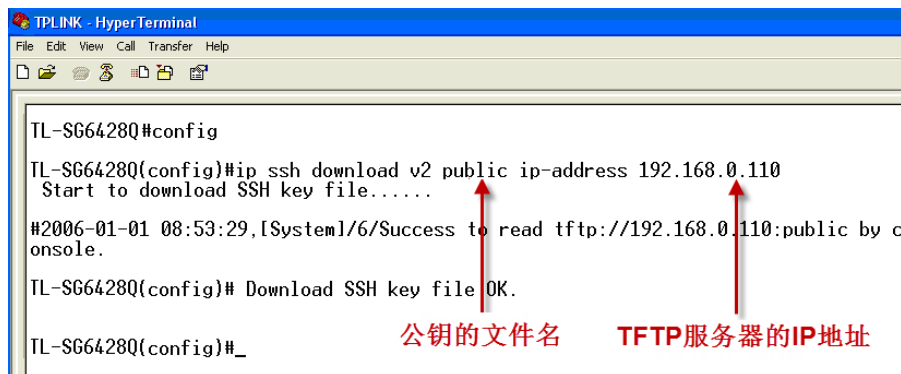 TPLINK - HyperTerminal
File Edit View Call Transfer Help
TL-SG6428Q#config
TL-SG6428Q(config)#ip ssh download v2 public ip-address 192.168.0.110
Start to download SSH key file......
#2006-01-01 08:53:29,[System]/6/Success to read tftp://192.168.0.110:public by c
onsole.
TL-SG6428Q(config)# Download SSH key file OK.
公钥的文件名 TFTP服务器的IP地址
TL-SG6428Q(config)#_